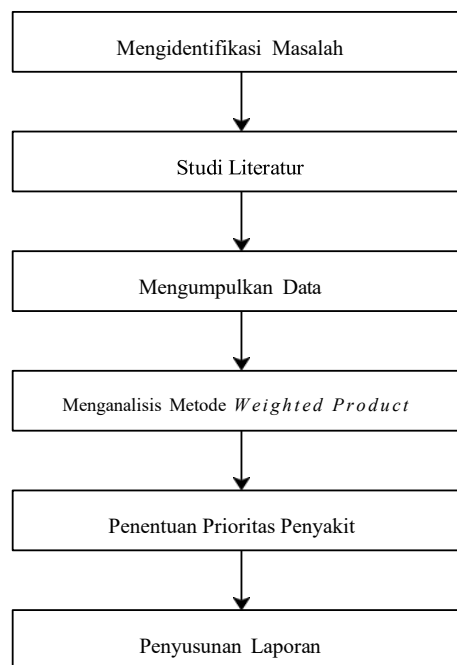 Mengidentifikasi Masalah
Studi Literatur
Mengumpulkan Data
Menganalisis Metode Weighted Product
Penentuan Prioritas Penyakit
Penyusunan Laporan